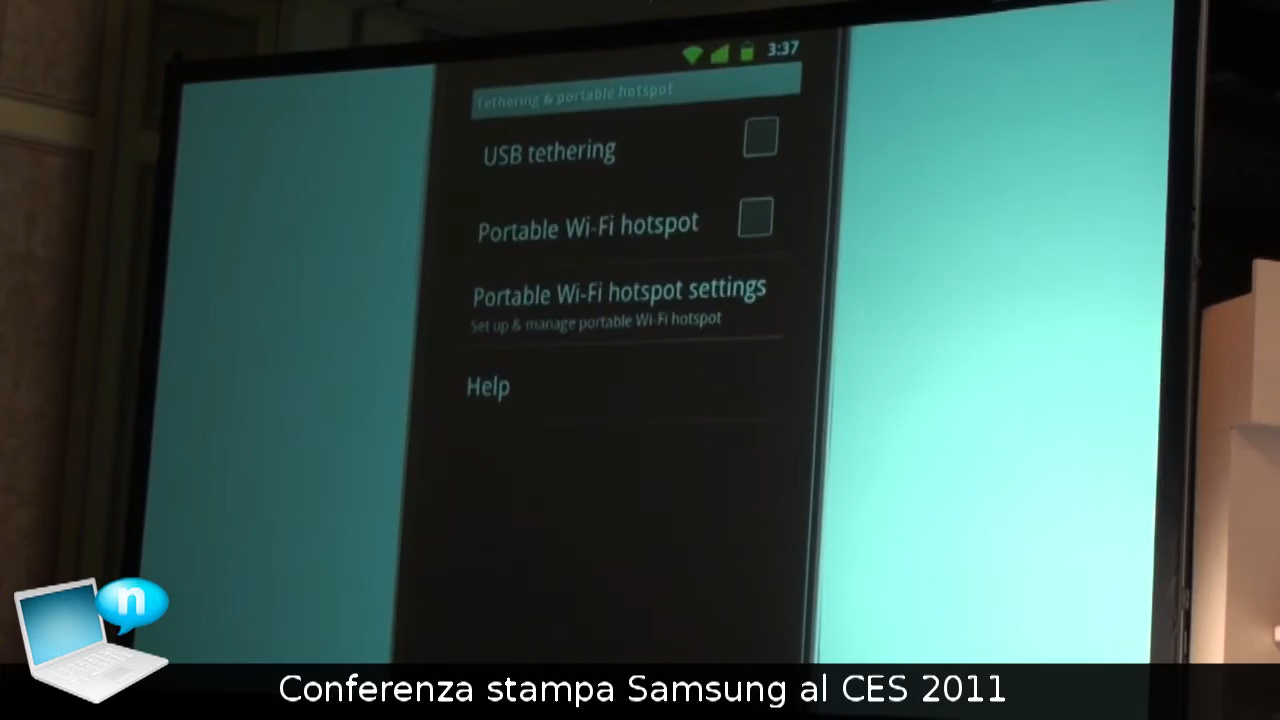 3:37
Tethering & portable hotspot
USB tethering
Portable Wi-Fi hotspot
Portable Wi-Fi hotspot settings
Set up & manage portable Wi-Fi hotspot
Help
n
Conferenza stampa Samsung al CES 2011